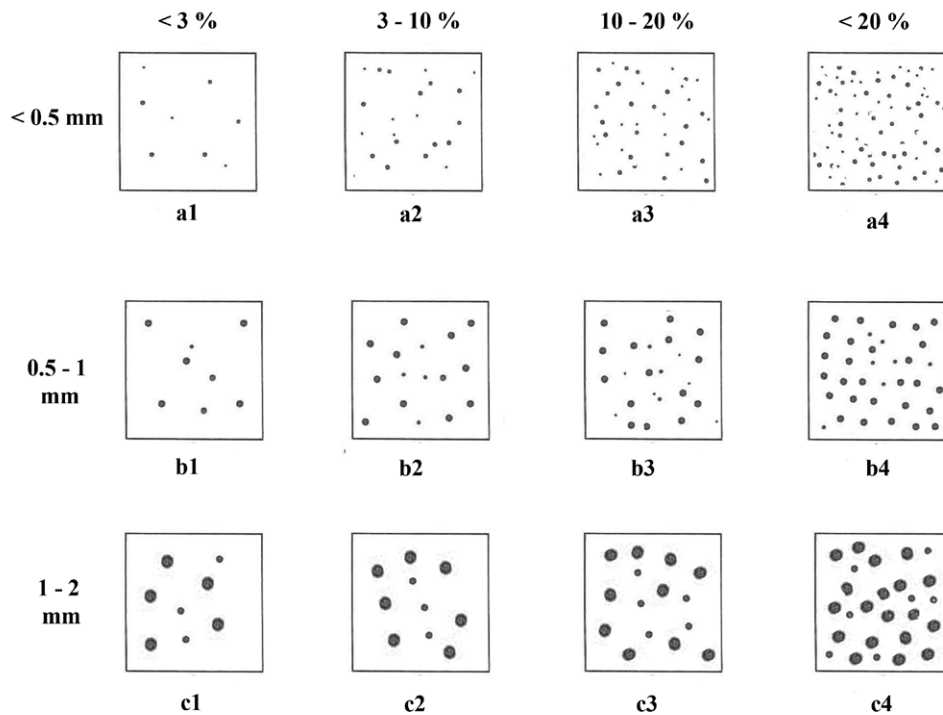 < 3 % 3 - 10 % 10 - 20 % < 20 %
< 0.5 mm
a1 a2 a3 a4
0.5 - 1
mm
b1 b2 b3 b4
1 - 2
mm
c1 c2 c3 c4